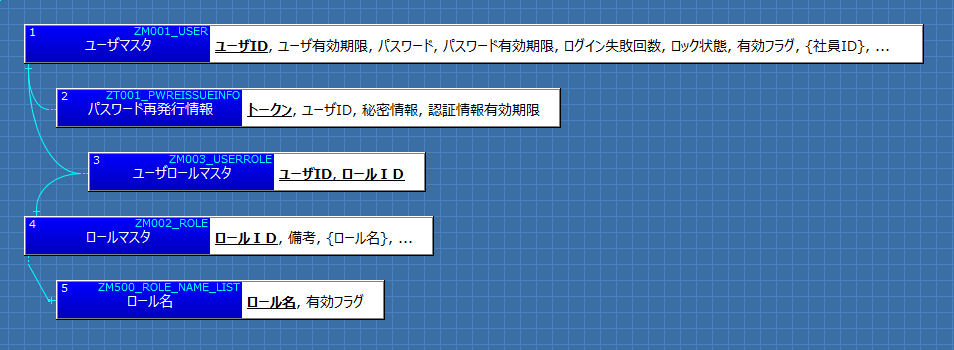 1 ZM001_USER
ユーザマスタ ユーザID, ユーザ有効期限, パスワード, パスワード有効期限, ログイン失敗回数, ロック状態, 有効フラグ, {社員ID}, ...
2 ZT001_PWREISSUEINFO
パスワード再発行情報 トークン, ユーザID, 秘密情報, 認証情報有効期限
3 ZM003_USERROLE
ユーザロールマスタ ユーザID, ロールＩＤ
4 ZM002_ROLE
ロールマスタ ロールＩＤ, 備考, {ロール名}, ...
5 ZM500_ROLE_NAME_LIST
ロール名 ロール名, 有効フラグ